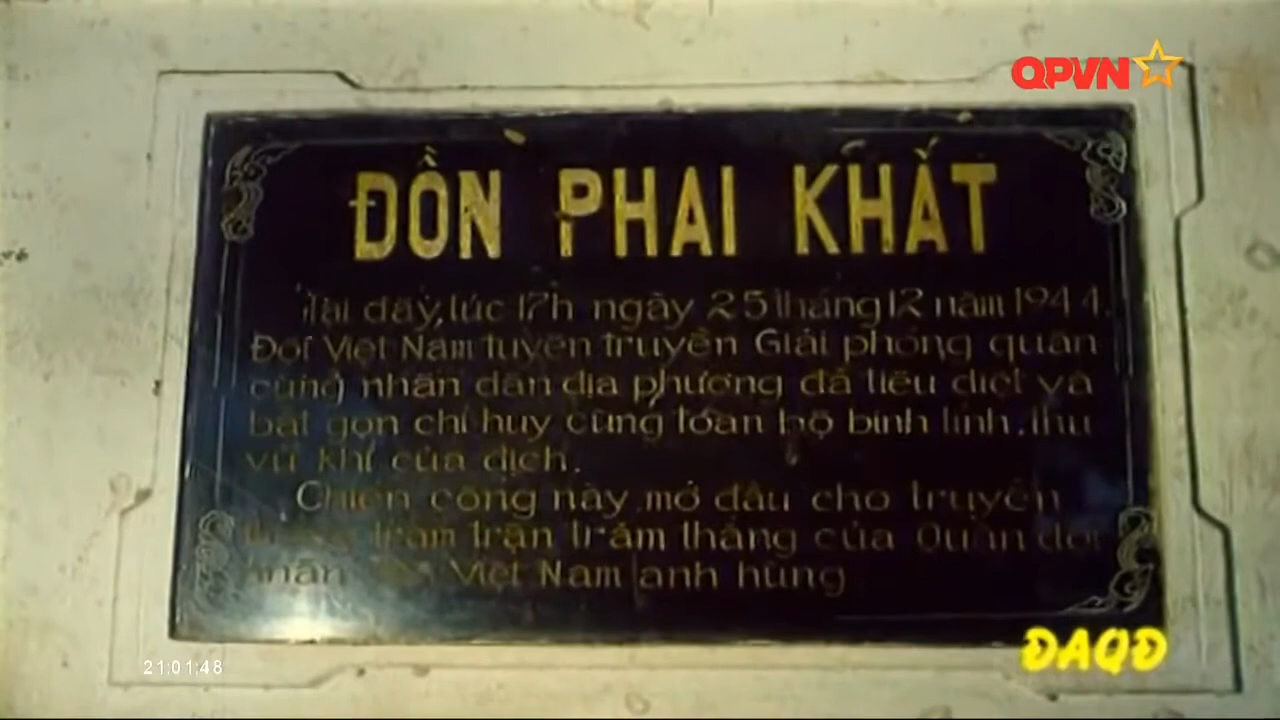 QPVN
ĐỒN PHAI KHẮT
Tại đây, lúc 17h ngày 25 tháng 12 năm 1944.
Đội Việt Nam tuyên truyền Giải phóng quân
cùng nhân dân địa phương đã tiêu diệt và
bắt gọn chỉ huy cùng toàn bộ binh lính. thu
vũ khí của địch.
Chiến công này mở đầu cho truyền
thống trăm trận trăm thắng của Quân đội
nhân dân Việt Nam anh hùng
21:01:48
ĐAQĐ